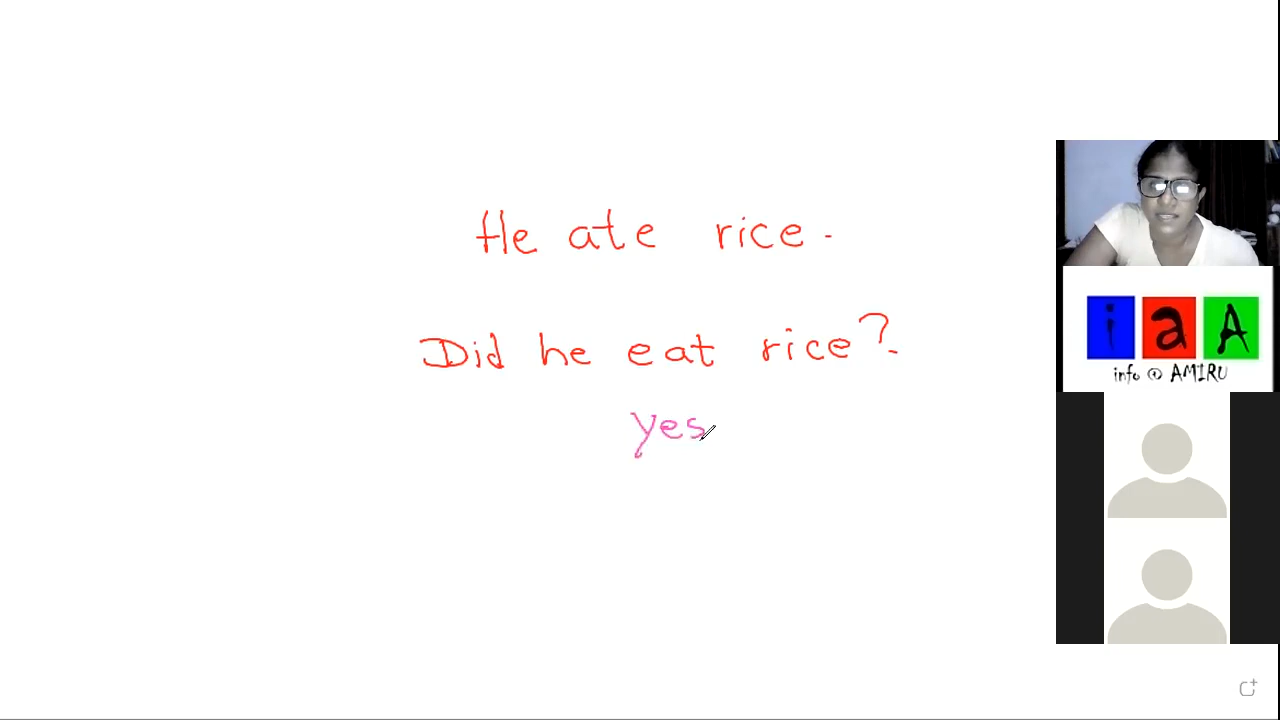 He ate rice.
Did he eat rice?
yes
i a A
info @ AMIRU